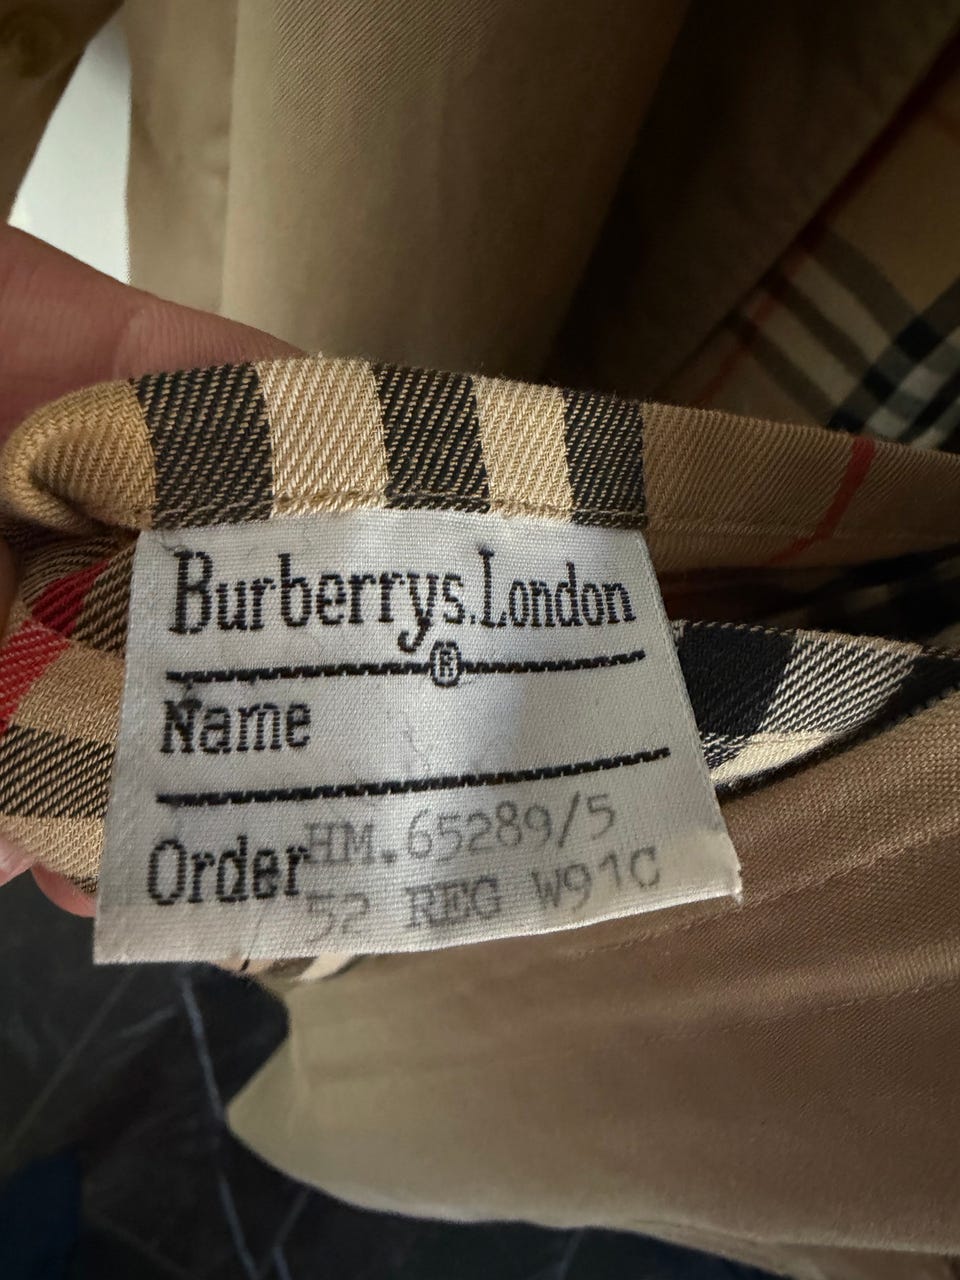 Burberrys.London
®
Name
Order HM.65289/5
52 REG W91C